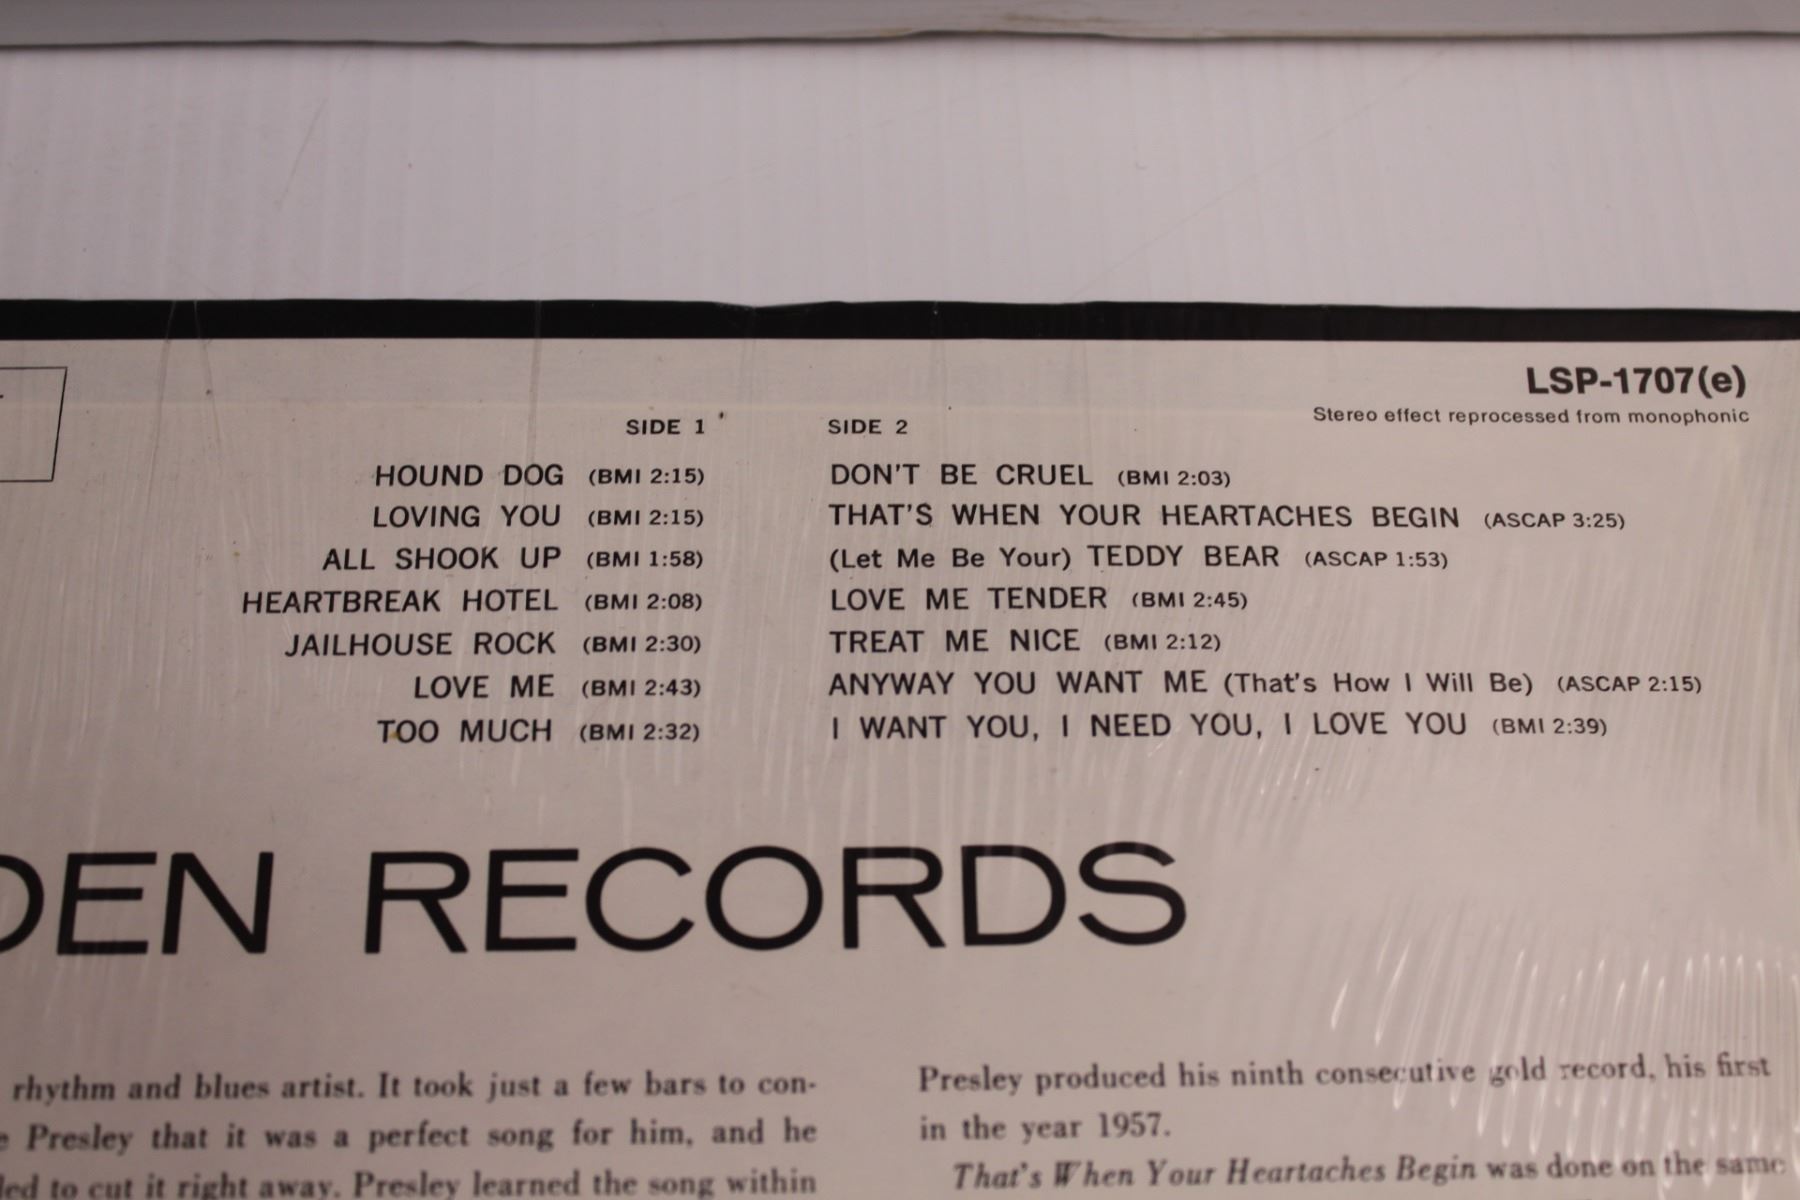 LSP-1707(e)
Stereo effect reprocessed from monophonic
SIDE 1
HOUND DOG (BMI 2:15)
LOVING YOU (BMI 2:15)
ALL SHOOK UP (BMI 1:58)
HEARTBREAK HOTEL (BMI 2:08)
JAILHOUSE ROCK (BMI 2:30)
LOVE ME (BMI 2:43)
TOO MUCH (BMI 2:32)
SIDE 2
DON'T BE CRUEL (BMI 2:03)
THAT'S WHEN YOUR HEARTACHES BEGIN (ASCAP 3:25)
(Let Me Be Your) TEDDY BEAR (ASCAP 1:53)
LOVE ME TENDER (BMI 2:45)
TREAT ME NICE (BMI 2:12)
ANYWAY YOU WANT ME (That's How I Will Be) (ASCAP 2:15)
I WANT YOU, I NEED YOU, I LOVE YOU (BMI 2:39)
DEN RECORDS
rhythm and blues artist. It took just a few bars to con-
e Presley that it was a perfect song for him, and he
led to cut it right away. Presley learned the song within
Presley produced his ninth consecutive gold record, his first
in the year 1957.
That's When Your Heartaches Begin was done on the same